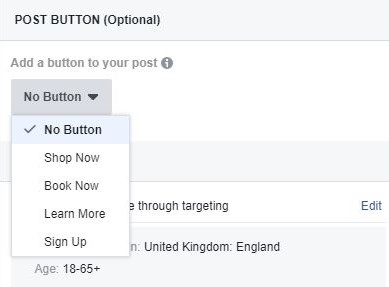 POST BUTTON (Optional)
Add a button to your post
No Button
No Button
Shop Now
Book Now
Learn More
Sign Up
through targeting
Edit
United Kingdom: England
Age: 18-65+